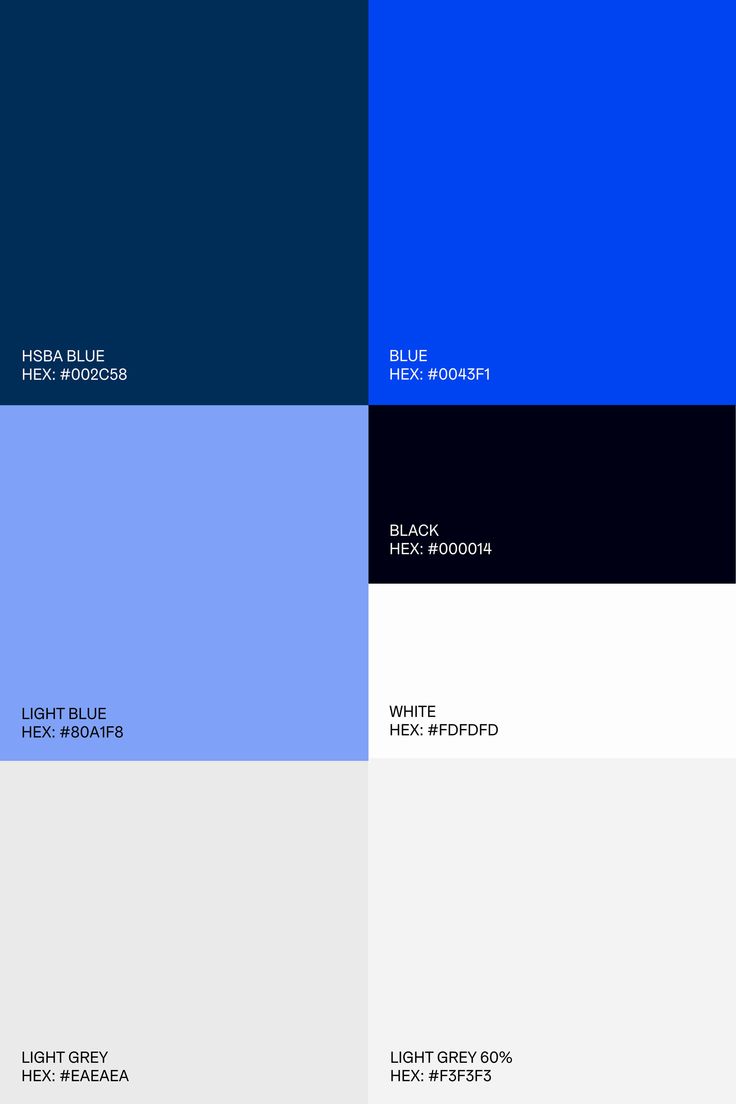 HSBA BLUE
HEX: #002C58
BLUE
HEX: #0043F1
BLACK
HEX: #000014
LIGHT BLUE
HEX: #80A1F8
WHITE
HEX: #FDFDFD
LIGHT GREY
HEX: #EAEAEA
LIGHT GREY 60%
HEX: #F3F3F3